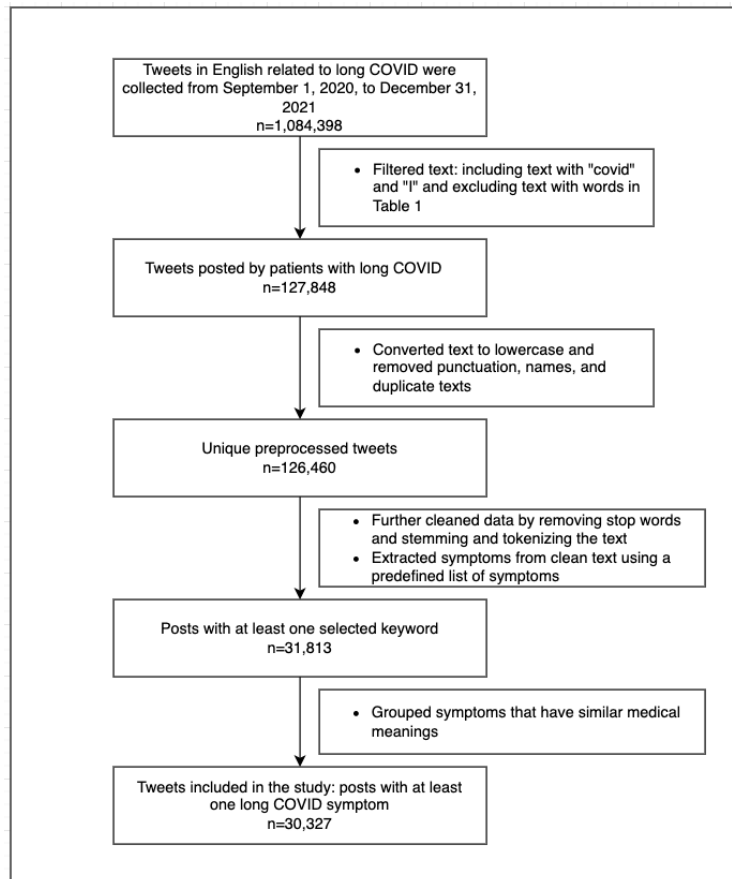 Tweets in English related to long COVID were
collected from September 1, 2020, to December 31,
2021
n=1,084,398
• Filtered text: including text with "covid"
and "I" and excluding text with words in
Table 1
Tweets posted by patients with long COVID
n=127,848
• Converted text to lowercase and
removed punctuation, names, and
duplicate texts
Unique preprocessed tweets
n=126,460
• Further cleaned data by removing stop words
and stemming and tokenizing the text
• Extracted symptoms from clean text using a
predefined list of symptoms
Posts with at least one selected keyword
n=31,813
• Grouped symptoms that have similar medical
meanings
Tweets included in the study: posts with at least
one long COVID symptom
n=30,327